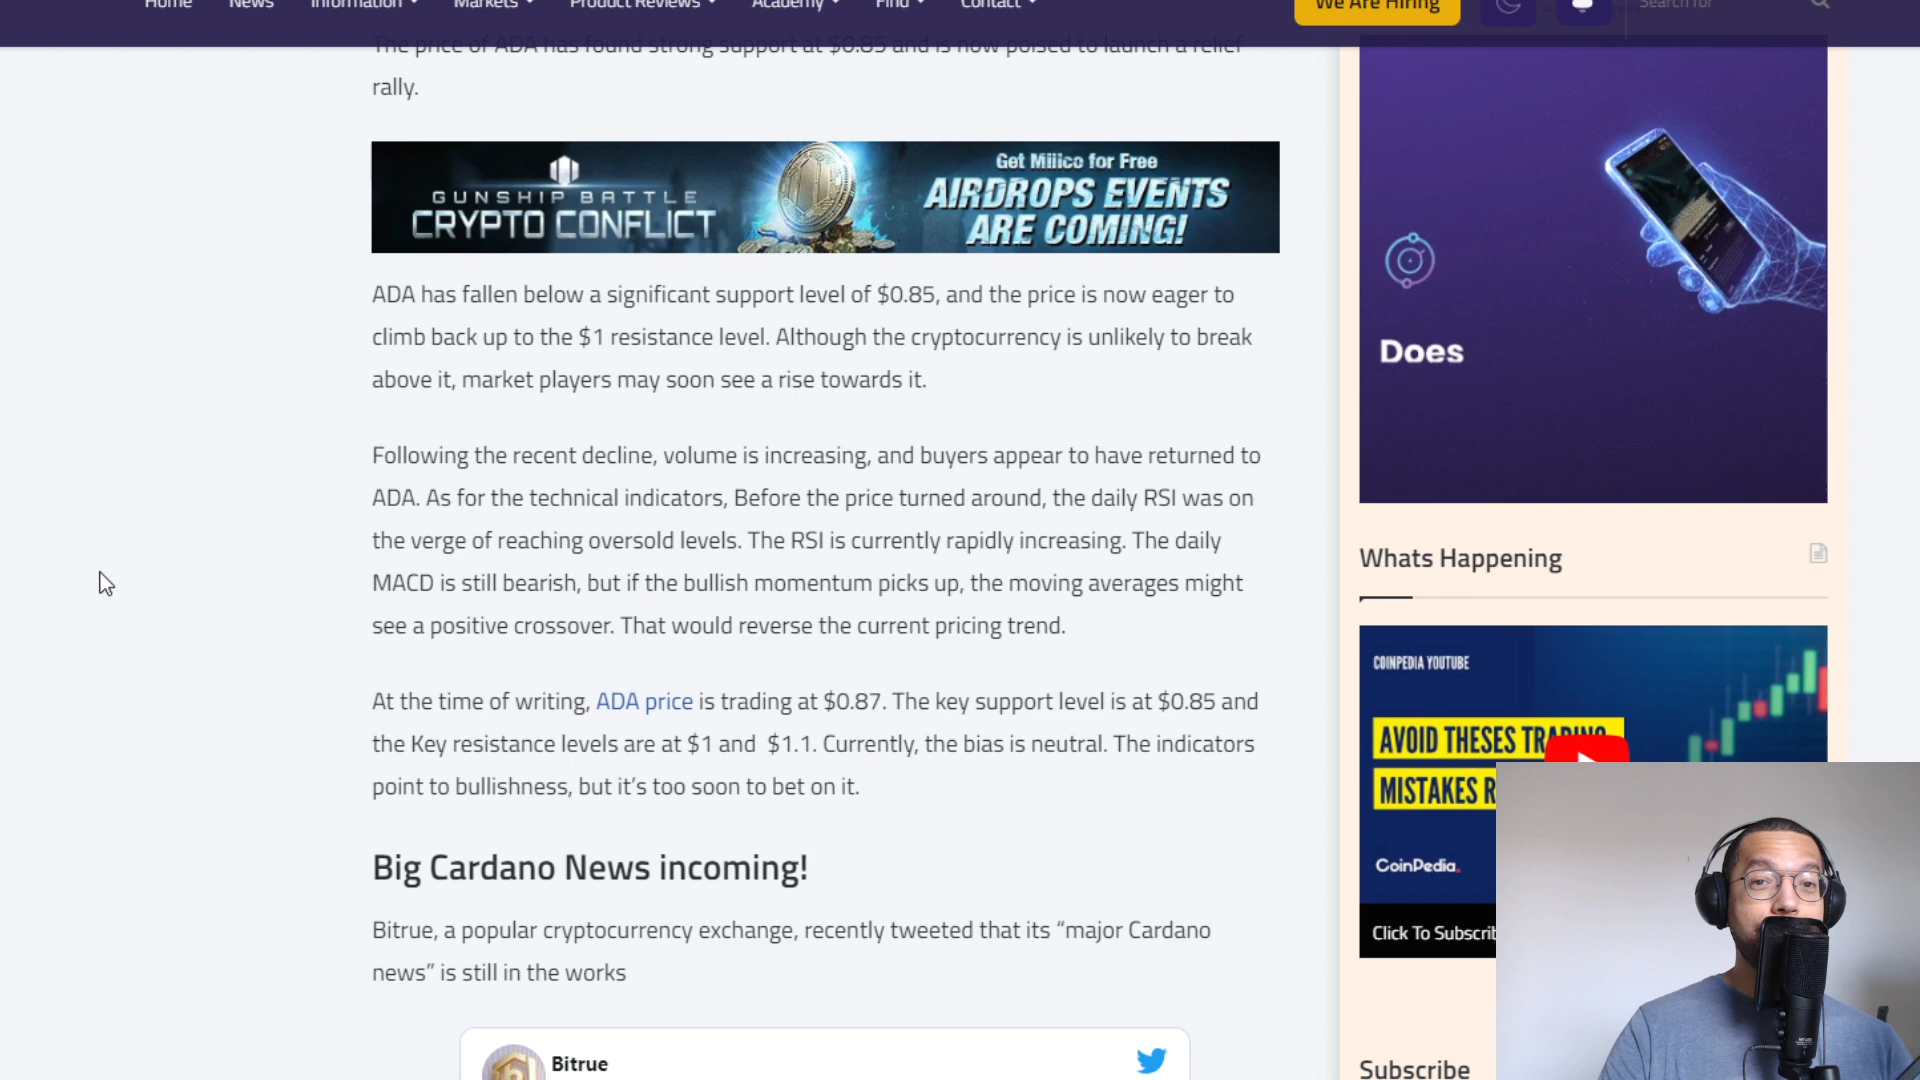 Home News Information Markets Product Reviews Academy Find Contact We Are Hiring Search for
The price of ADA has found strong support at $0.85 and is now poised to launch a relief
rally.
GUNSHIP BATTLE
CRYPTO CONFLICT
Get Miiico for Free
AIRDROPS EVENTS
ARE COMING!
ADA has fallen below a significant support level of $0.85, and the price is now eager to
climb back up to the $1 resistance level. Although the cryptocurrency is unlikely to break
above it, market players may soon see a rise towards it.
Following the recent decline, volume is increasing, and buyers appear to have returned to
ADA. As for the technical indicators, Before the price turned around, the daily RSI was on
the verge of reaching oversold levels. The RSI is currently rapidly increasing. The daily
MACD is still bearish, but if the bullish momentum picks up, the moving averages might
see a positive crossover. That would reverse the current pricing trend.
At the time of writing, ADA price is trading at $0.87. The key support level is at $0.85 and
the Key resistance levels are at $1 and  $1.1. Currently, the bias is neutral. The indicators
point to bullishness, but it’s too soon to bet on it.
Big Cardano News incoming!
Bitrue, a popular cryptocurrency exchange, recently tweeted that its “major Cardano
news” is still in the works
Bitrue
Does
Whats Happening
COINPEDIA YOUTUBE
AVOID THESES TRADING
MISTAKES R
CoinPedia.
Click To Subscrib
Subscribe